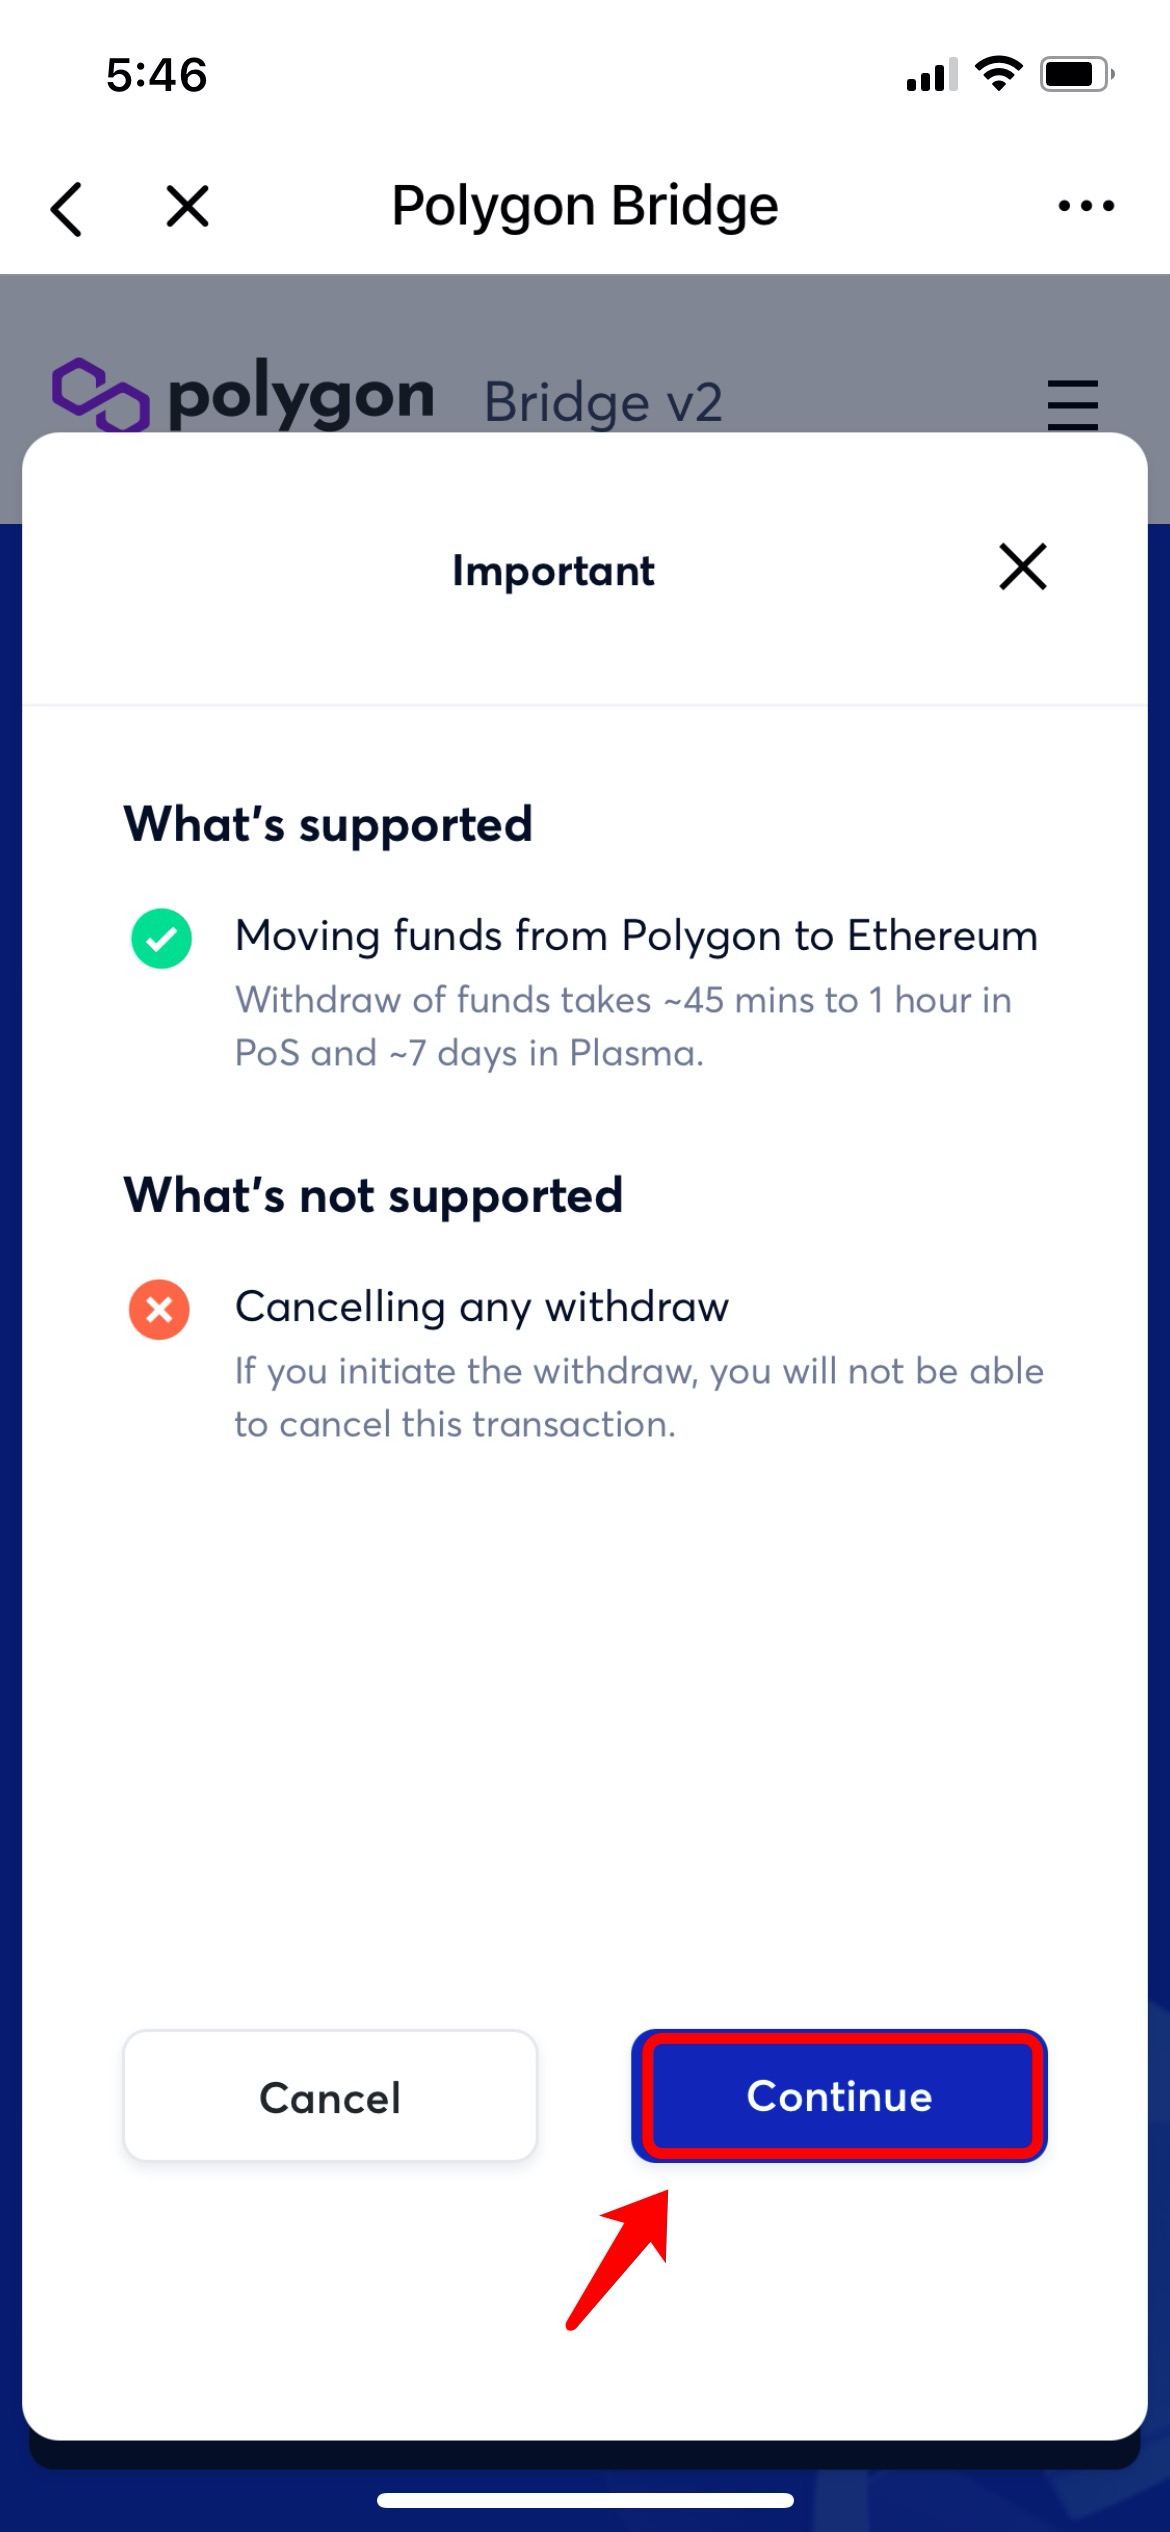 5:46
Polygon Bridge
polygon Bridge v2
Important
What's supported
Moving funds from Polygon to Ethereum
Withdraw of funds takes ~45 mins to 1 hour in
PoS and ~7 days in Plasma.
What's not supported
Cancelling any withdraw
If you initiate the withdraw, you will not be able
to cancel this transaction.
Cancel
Continue